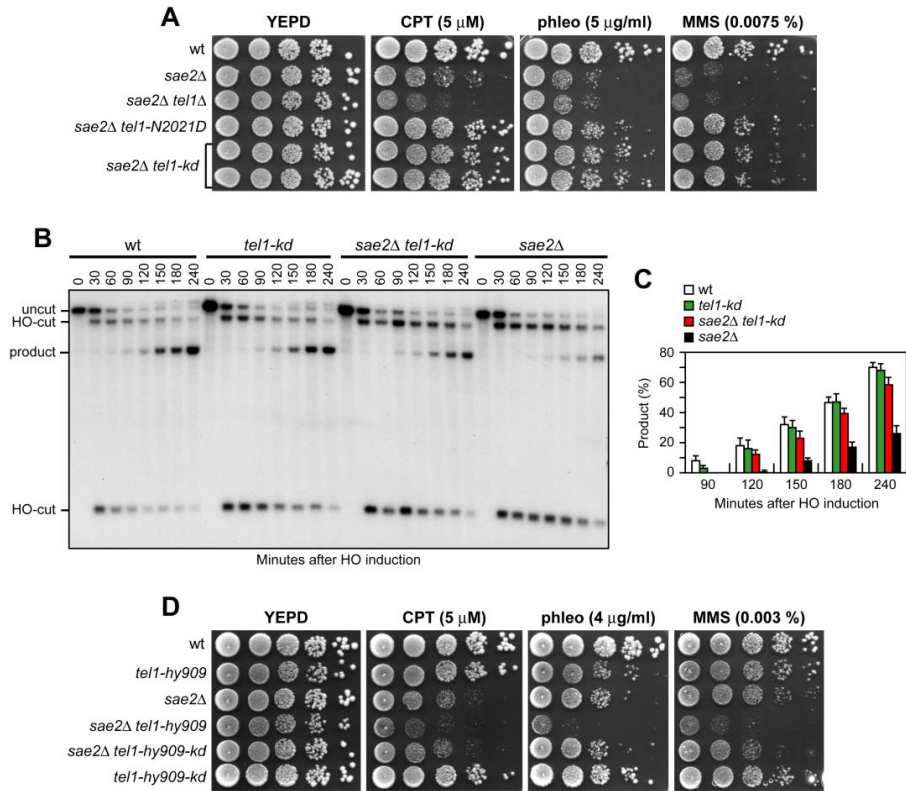 A
YEPD CPT (5 µM) phleo (5 µg/ml) MMS (0.0075 %)
wt
sae2Δ
sae2Δ tel1Δ
sae2Δ tel1-N2021D
sae2Δ tel1-kd
B
wt tel1-kd sae2Δ tel1-kd sae2Δ
0 30 60 90 120 150 180 240 0 30 60 90 120 150 180 240 0 30 60 90 120 150 180 240 0 30 60 90 120 150 180 240
uncut
HO-cut
product
HO-cut
Minutes after HO induction
C
wt
tel1-kd
sae2Δ tel1-kd
sae2Δ
Product (%)
80
60
40
20
0
90 120 150 180 240
Minutes after HO induction
D
YEPD CPT (5 µM) phleo (4 µg/ml) MMS (0.003 %)
wt
tel1-hy909
sae2Δ
sae2Δ tel1-hy909
sae2Δ tel1-hy909-kd
tel1-hy909-kd